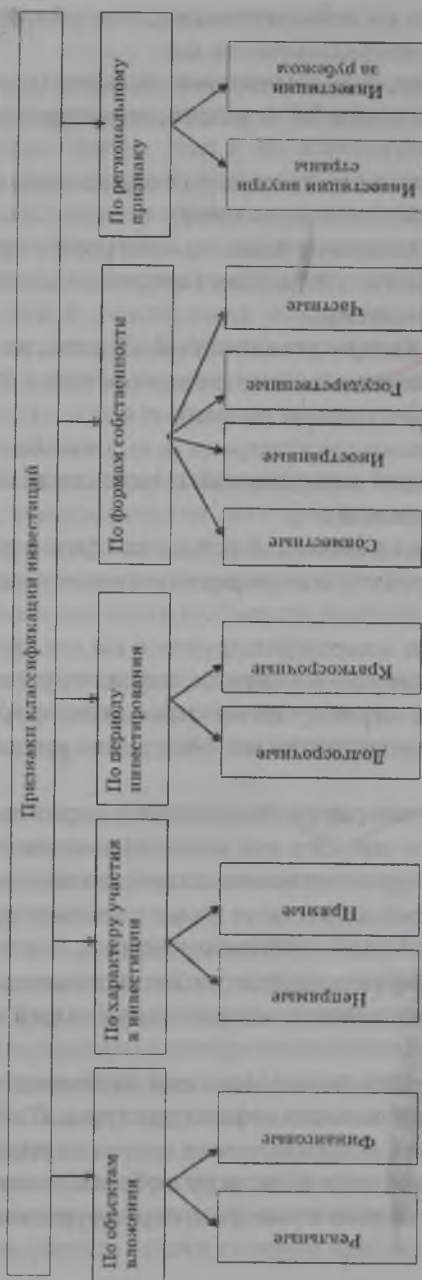 Признаки классификации инвестиций
По объектам
вложения
По характеру участия
в инвестиции
По периоду
инвестирования
По формам собственности
По региональному
признаку
Реальные
Финансовые
Непрямые
Прямые
Долгосрочные
Краткосрочные
Совместные
Иностранные
Государственные
Частные
Инвестиции внутри
страны
Инвестиции
за рубежом